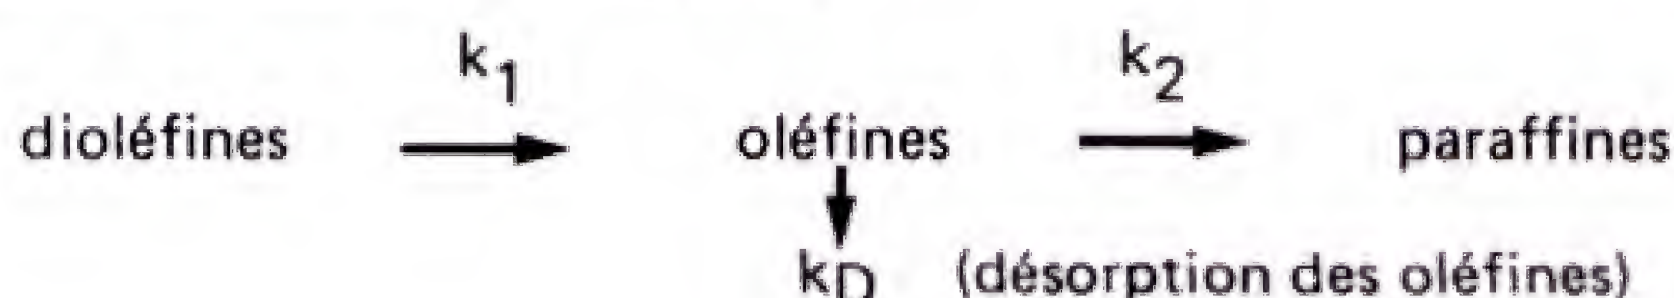 k1 k2
dioléfines oléfines paraffines
kD (désorption des oléfines)